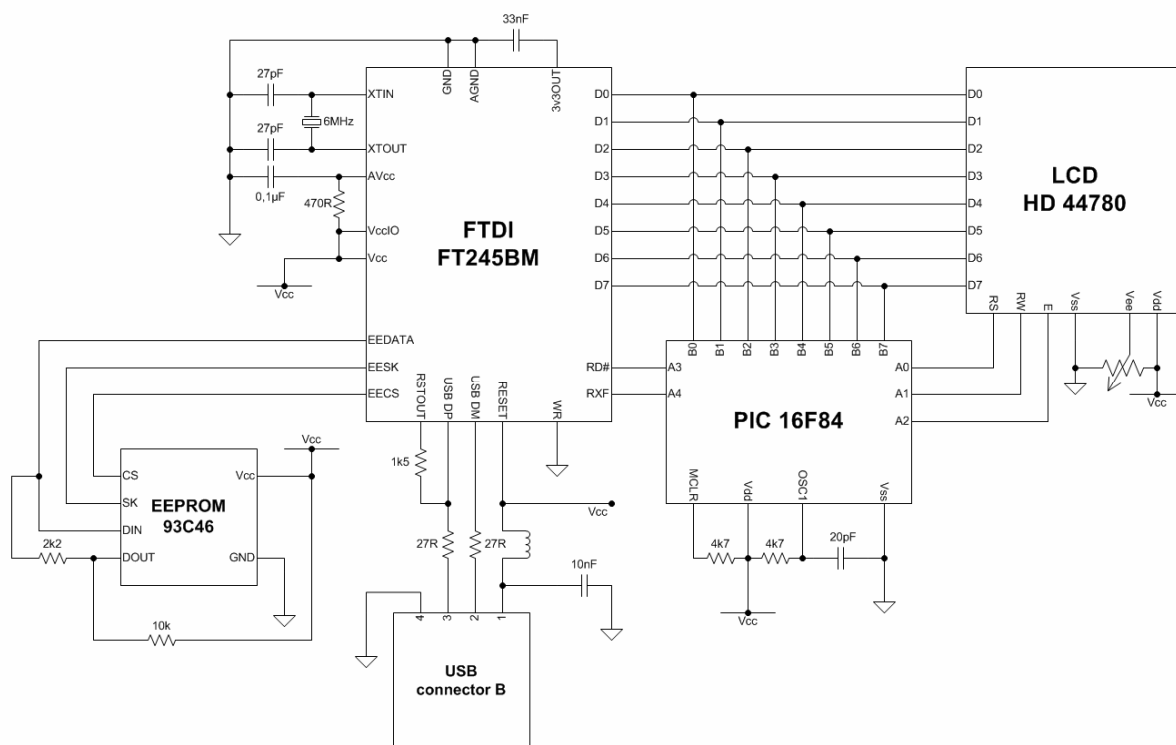 33nF
27pF
GND
AGND
3v3OUT
XTIN
D0
D0
6MHz
D1
D1
27pF
XTOUT
D2
D2
0,1µF
AVcc
D3
D3
470R
D4
D4
LCD
HD 44780
VccIO
FTDI
FT245BM
D5
D5
Vcc
D6
D6
Vcc
D7
D7
RS
RW
E
Vss
Vee
Vdd
EEDATA
B0
B1
B2
B3
B4
B5
B6
B7
EESK
RD#
A3
A0
EECS
RSTOUT
USB DP
USB DM
RESET
WR
RXF
A4
A1
Vcc
PIC 16F84
A2
Vcc
1k5
CS
Vcc
SK
EEPROM
93C46
MCLR
Vdd
OSC1
Vss
Vcc
DIN
2k2
DOUT
GND
27R
27R
4k7
4k7
20pF
10nF
10k
4
3
2
1
Vcc
USB
connector B